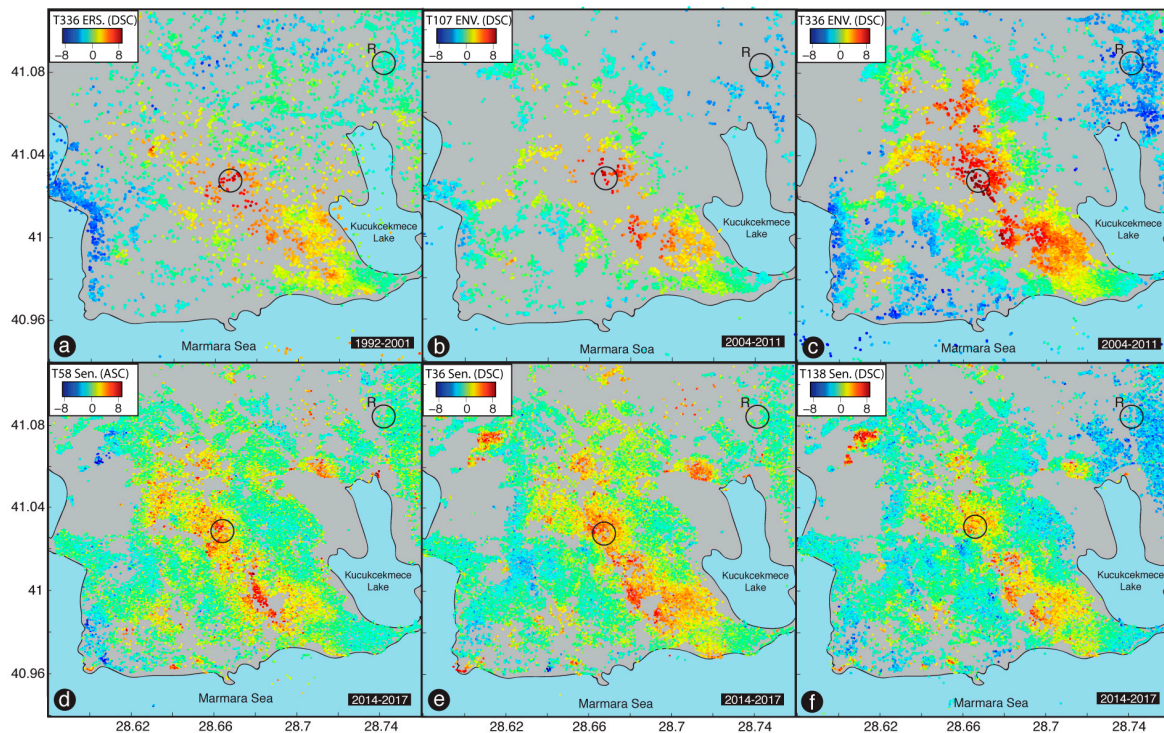 T336 ERS. (DSC)
−8 0 8
R
41.08
41.04
41
40.96
Kucukcekmece
Lake
a
Marmara Sea
1992-2001
T107 ENV. (DSC)
−8 0 8
R
Kucukcekmece
Lake
b
Marmara Sea
2004-2011
T336 ENV. (DSC)
−8 0 8
R
Kucukcekmece
Lake
c
Marmara Sea
2004-2011
T58 Sen. (ASC)
−8 0 8
R
41.08
41.04
41
40.96
Kucukcekmece
Lake
d
Marmara Sea
2014-2017
28.62 28.66 28.7 28.74
T36 Sen. (DSC)
−8 0 8
R
Kucukcekmece
Lake
e
Marmara Sea
2014-2017
28.62 28.66 28.7 28.74
T138 Sen. (DSC)
−8 0 8
R
Kucukcekmece
Lake
f
Marmara Sea
2014-2017
28.62 28.66 28.7 28.74